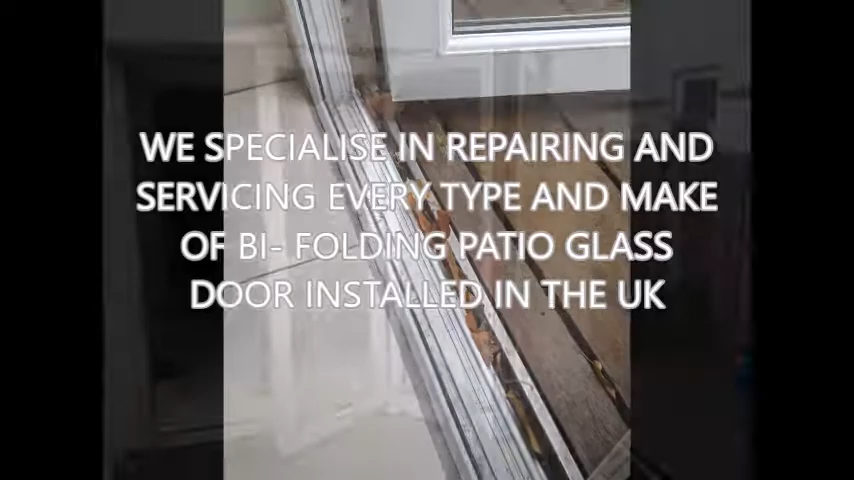 WE SPECIALISE IN REPAIRING AND
SERVICING EVERY TYPE AND MAKE
OF BI- FOLDING PATIO GLASS
DOOR INSTALLED IN THE UK